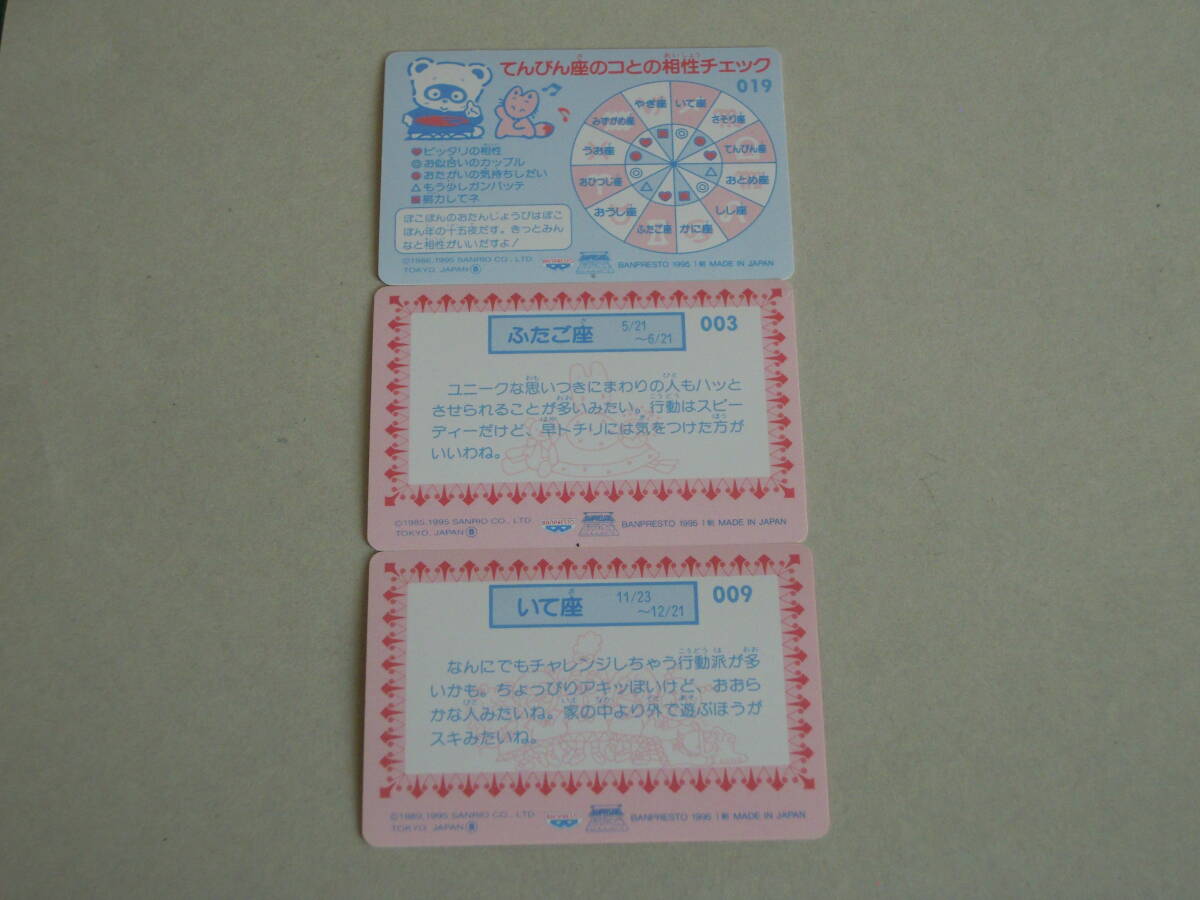 てんびん座のコとの相性チェック
019
♥ピッタリの相性
◎お似合いのカップル
●おたがいの気持ちしだい
△もう少しガンバッテ
■努力してネ
やぎ座
いて座
さそり座
てんびん座
おとめ座
しし座
かに座
ふたご座
おうし座
おひつじ座
うお座
みずがめ座
ぽこぽんのおたんじょうびはぽこ
ぽん年の十五夜だす。きっとみん
なと相性がいいだすよ!
©1986,1995 SANRIO CO., LTD.
TOKYO, JAPAN Ⓑ
BANPRESTO 1995 I 新 MADE IN JAPAN
ふたご座 5/21
~6/21
003
ユニークな思いつきにまわりの人もハッと
させられることが多いみたい。行動はスピー
ディーだけど、早トチリには気をつけた方が
いいわね。
©1985,1995 SANRIO CO., LTD.
TOKYO, JAPAN Ⓑ
BANPRESTO 1995 I 新 MADE IN JAPAN
いて座 11/23
~12/21
009
なんにでもチャレンジしちゃう行動派が多
いかも。ちょっぴりアキッぽいけど、おおら
かな人みたいね。家の中より外で遊ぶほうが
スキみたいね。
©1989,1995 SANRIO CO., LTD.
TOKYO, JAPAN Ⓑ
BANPRESTO 1995 I 新 MADE IN JAPAN